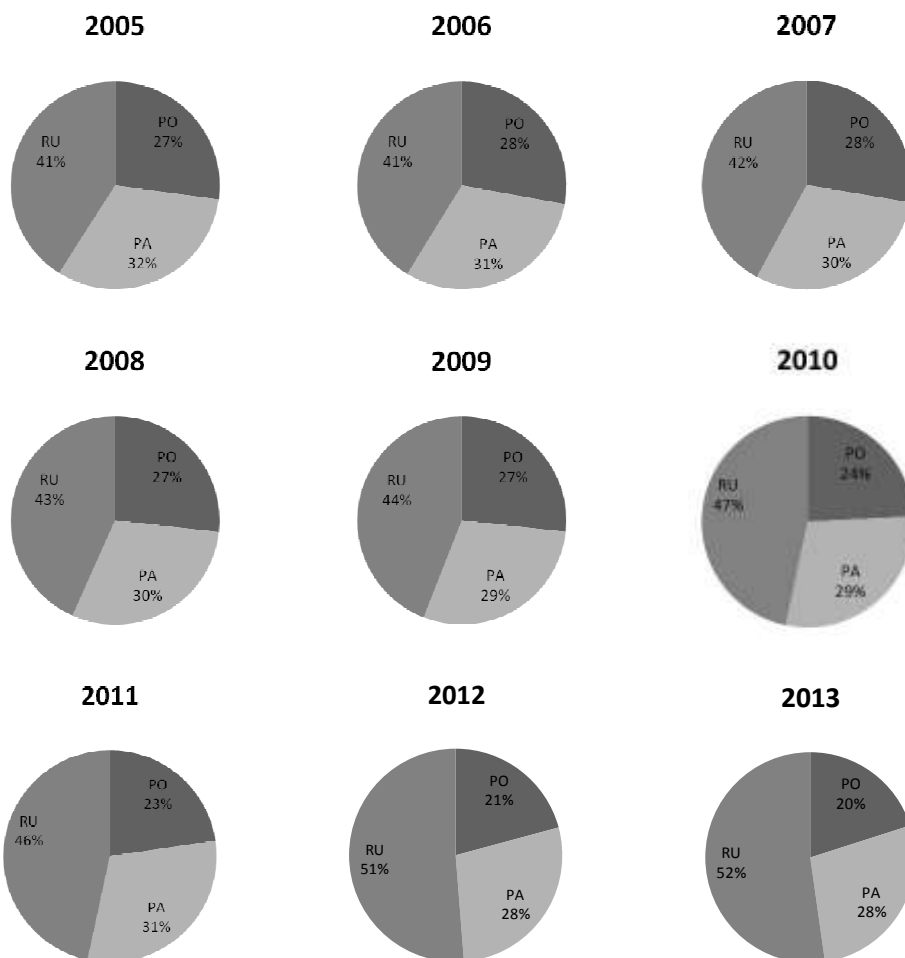 2005
2006
2007
PO
27%
RU
41%
PA
32%
PO
28%
RU
41%
PA
31%
PO
28%
RU
42%
PA
30%
2008
2009
2010
PO
27%
RU
43%
PA
30%
PO
27%
RU
44%
PA
29%
PO
24%
RU
47%
PA
29%
2011
2012
2013
PO
23%
RU
46%
PA
31%
PO
21%
RU
51%
PA
28%
PO
20%
RU
52%
PA
28%